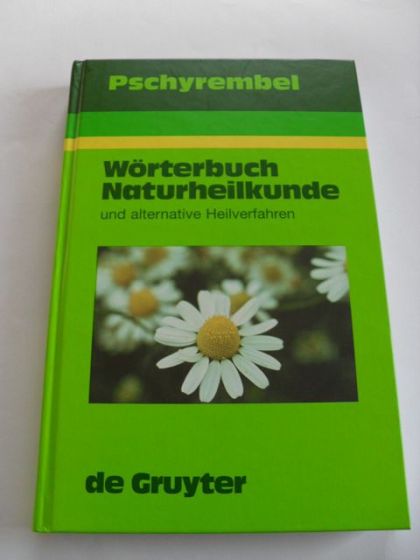 Pschyrembel
Wörterbuch
Naturheilkunde
und alternative Heilverfahren
de Gruyter